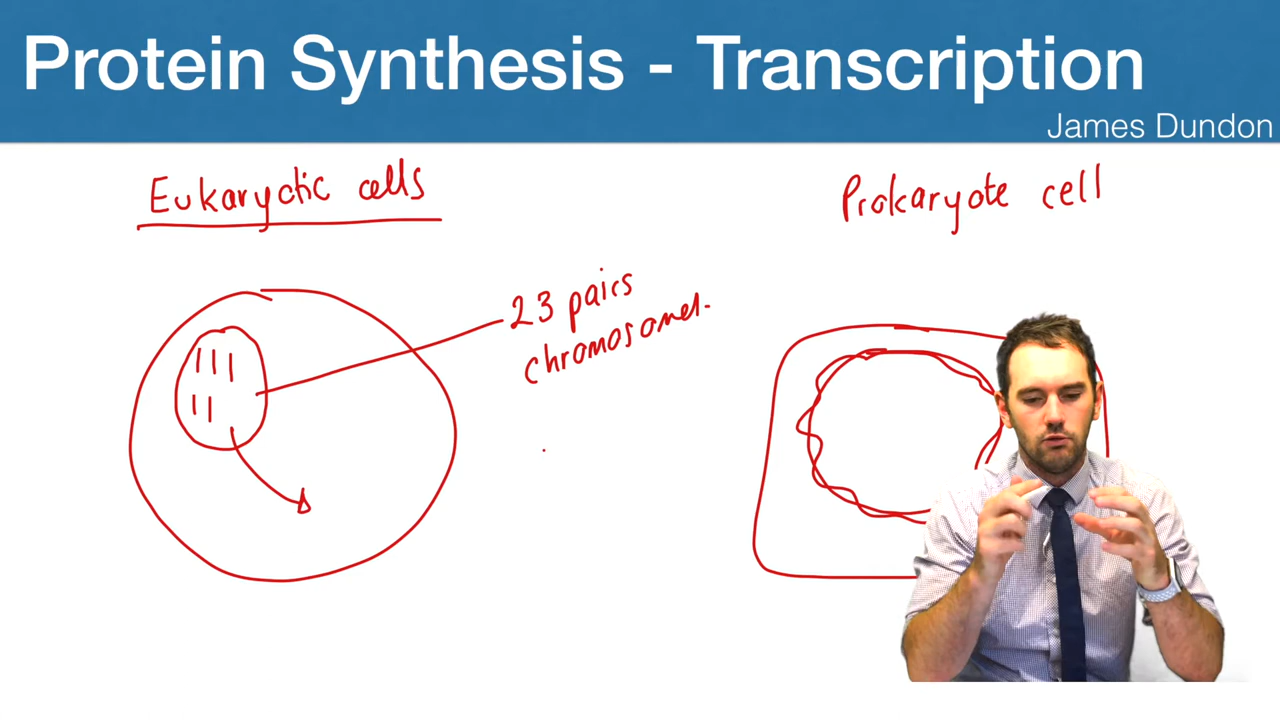 Protein Synthesis - Transcription
James Dundon
Eukaryotic cells
Prokaryote cell
23 pairs
chromosomes.